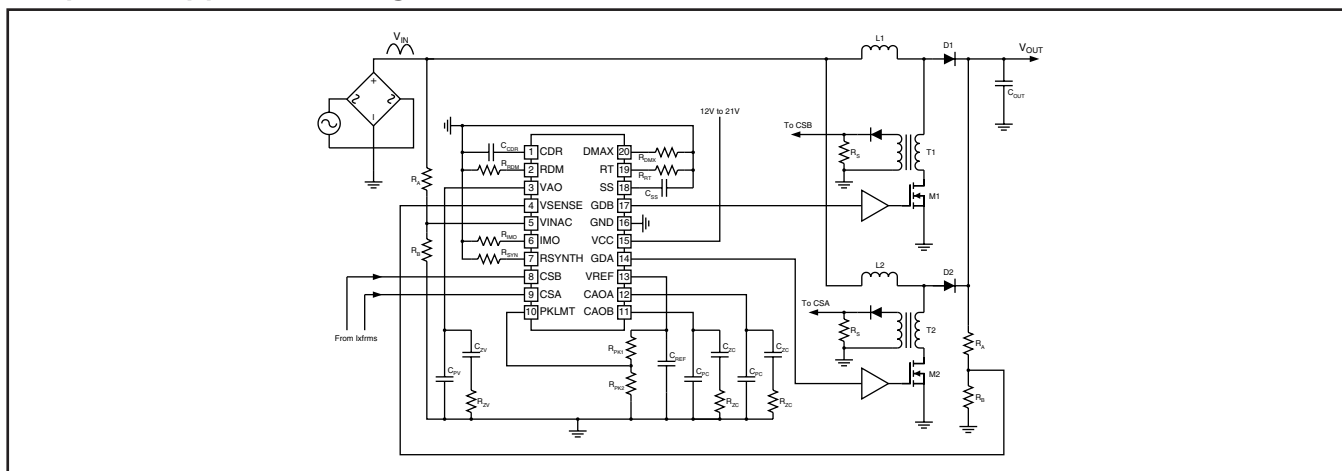 VIN
L1
D1
VOUT
COUT
12V to 21V
To CSB
RS
T1
M1
CCDR
RRDM
1 CDR
2 RDM
3 VAO
4 VSENSE
5 VINAC
6 IMO
7 RSYNTH
8 CSB
9 CSA
10 PKLMT
DMAX 20
RT 19
SS 18
GDB 17
GND 16
VCC 15
GDA 14
VREF 13
CAOA 12
CAOB 11
RDMX
RRT
CSS
RA
RB
RIMO
RSYN
L2
D2
To CSA
RS
T2
M2
RA
RB
From Ixfrms
CZV
CPV
RZV
RPK1
RPK2
CREF
CPC
CZC
RZC
CPC
CZC
RZC